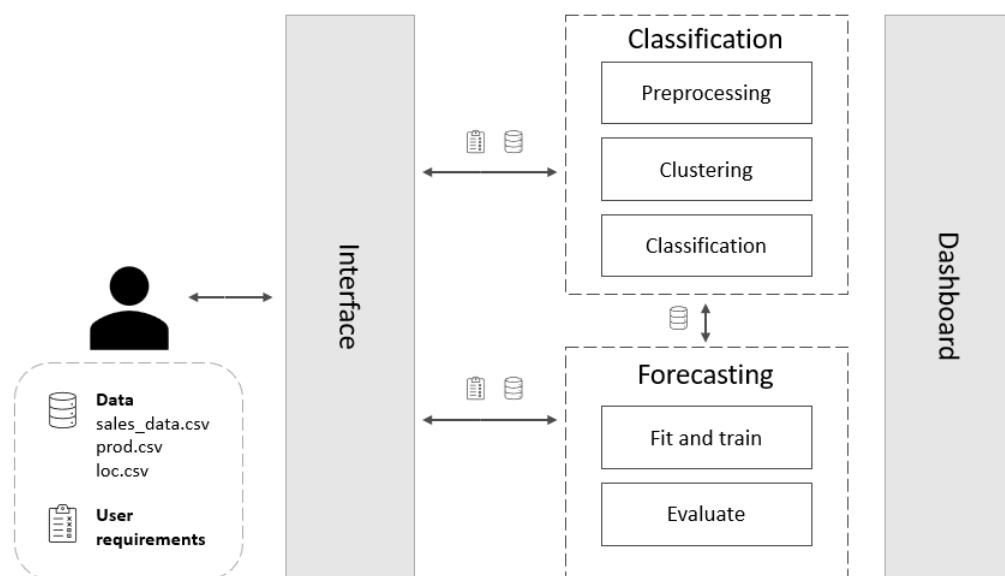 Data
sales_data.csv
prod.csv
loc.csv
User
requirements
Interface
Classification
Preprocessing
Clustering
Classification
Forecasting
Fit and train
Evaluate
Dashboard